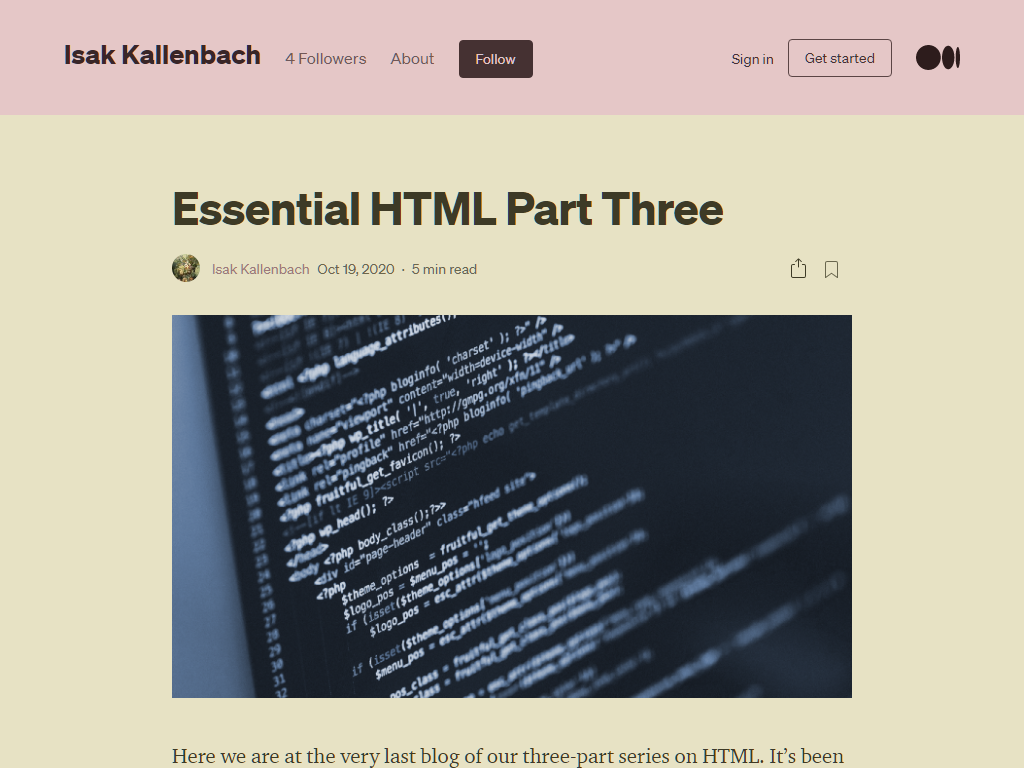 Isak Kallenbach
4 Followers
About
Follow
Sign in
Get started
Essential HTML Part Three
Isak Kallenbach Oct 19, 2020 · 5 min read
language_attributes();
charset="<?php bloginfo( 'charset' ); ?>" />
name="viewport" content="width=device-width" />
<title><?php wp_title( '|', true, 'right' ); ?></title>
<link rel="profile" href="http://gmpg.org/xfn/11" />
<link rel="pingback" href="<?php bloginfo( 'pingback_url' ); ?>" />
<?php fruitful_get_favicon(); ?>
<!--[if lt IE 9]><script src="<?php echo get_template_directory_uri();
<?php wp_head(); ?>
</head>
<body <?php body_class();?>>
<div id="page-header" class="hfeed site">
<?php
$theme_options = fruitful_get_theme_options();
$logo_pos = $menu_pos = '';
if (isset($theme_options['logo_position']))
$logo_pos = esc_attr($theme_options['logo_position']);
if (isset($theme_options['menu_position']))
$menu_pos = esc_attr($theme_options['menu_position']);
28
29
30
31
32
Here we are at the very last blog of our three-part series on HTML. It's been